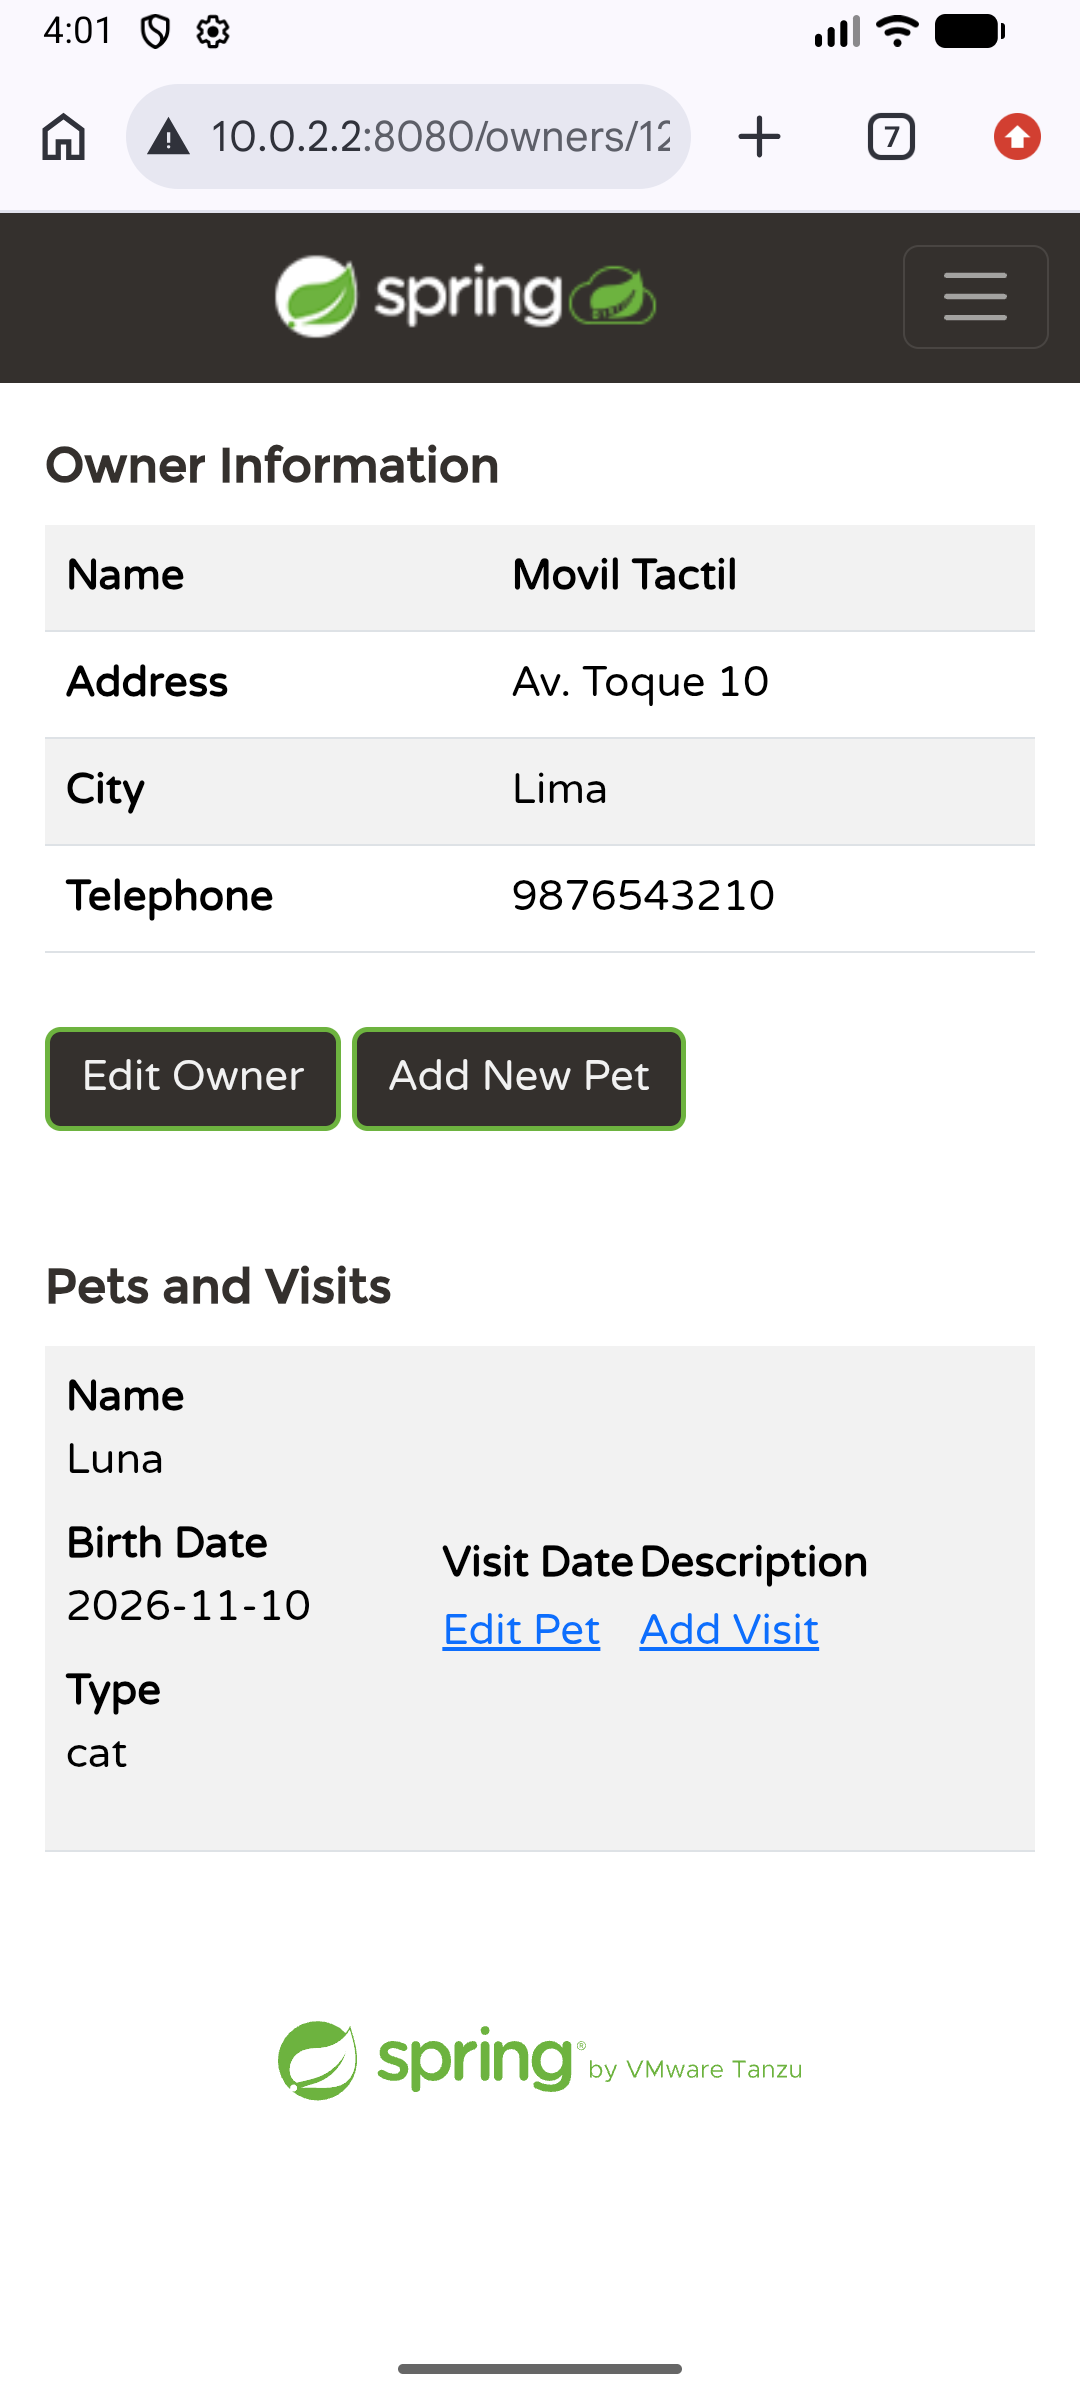 4:01
10.0.2.2:8080/owners/12
7
spring
Owner Information
Name Movil Tactil
Address Av. Toque 10
City Lima
Telephone 9876543210
Edit Owner Add New Pet
Pets and Visits
Name
Luna
Birth Date
2026-11-10
Type
cat
Visit Date Description
Edit Pet Add Visit
spring® by VMware Tanzu